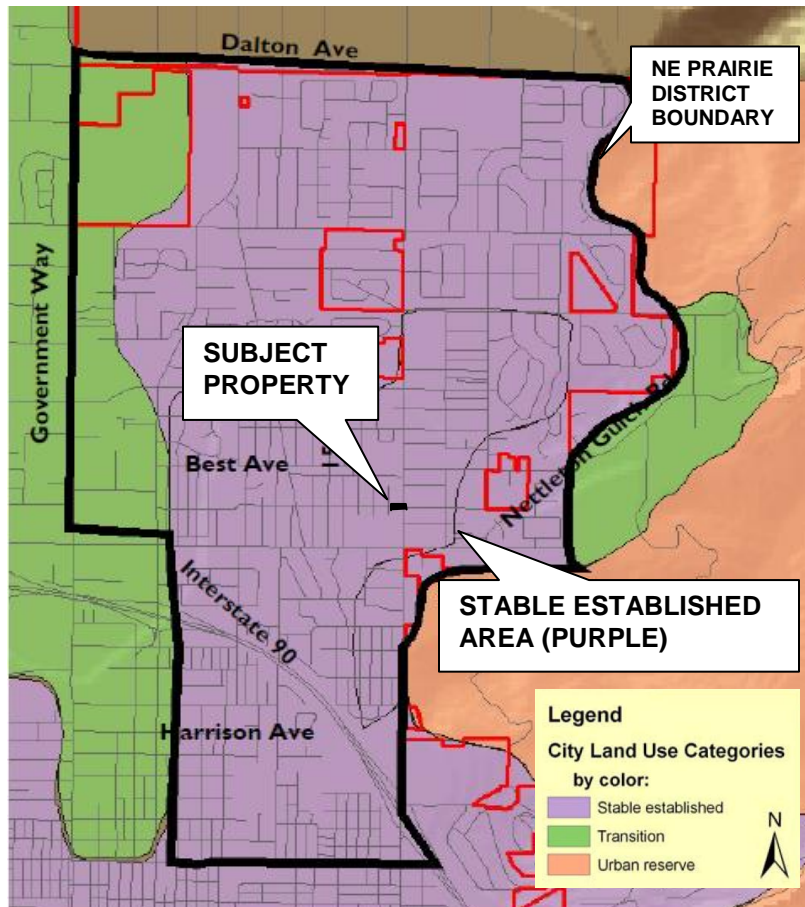 Dalton Ave
NE PRAIRIE
DISTRICT
BOUNDARY
Government Way
SUBJECT
PROPERTY
Nettleton Gulch Rd
Best Ave
Interstate 90
STABLE ESTABLISHED
AREA (PURPLE)
Harrison Ave
Legend
City Land Use Categories
by color:
Stable established
Transition
Urban reserve
N